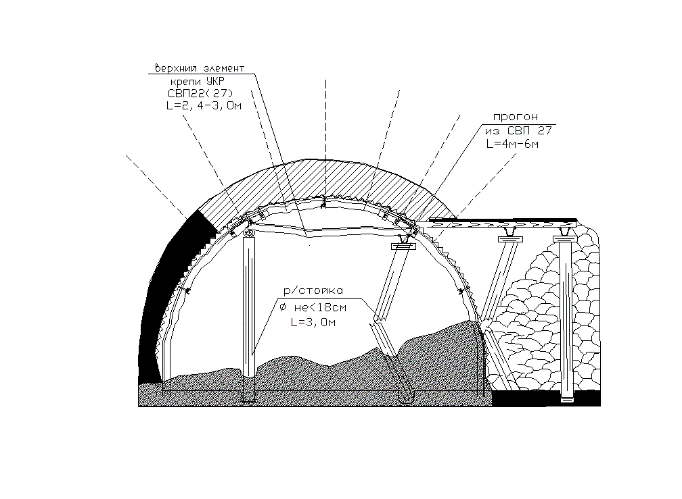 верхний элемент
крепи УКР
СВП22(27)
L=2,4-3,0м
прогон
из СВП 27
L=4м-6м
р/стойка
Ø не<18см
L=3,0м